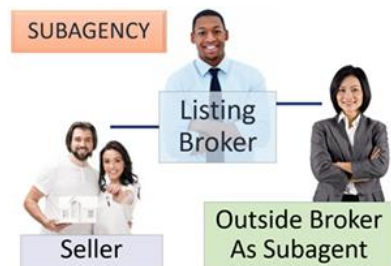 SUBAGENCY
Listing
Broker
Seller
Outside Broker
As Subagent